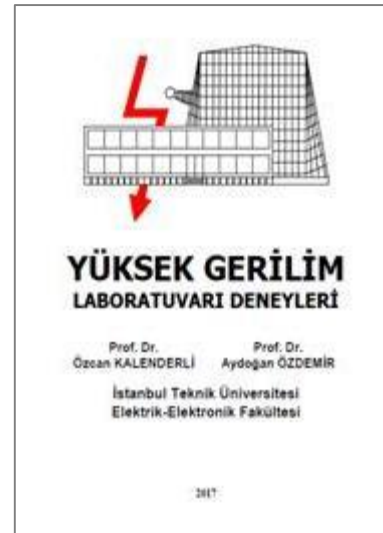 YÜKSEK GERİLİM
LABORATUVARI DENEYLERİ
Prof. Dr.
Özcan KALENDERLİ
Prof. Dr.
Aydoğan ÖZDEMİR
İstanbul Teknik Üniversitesi
Elektrik-Elektronik Fakültesi
2017